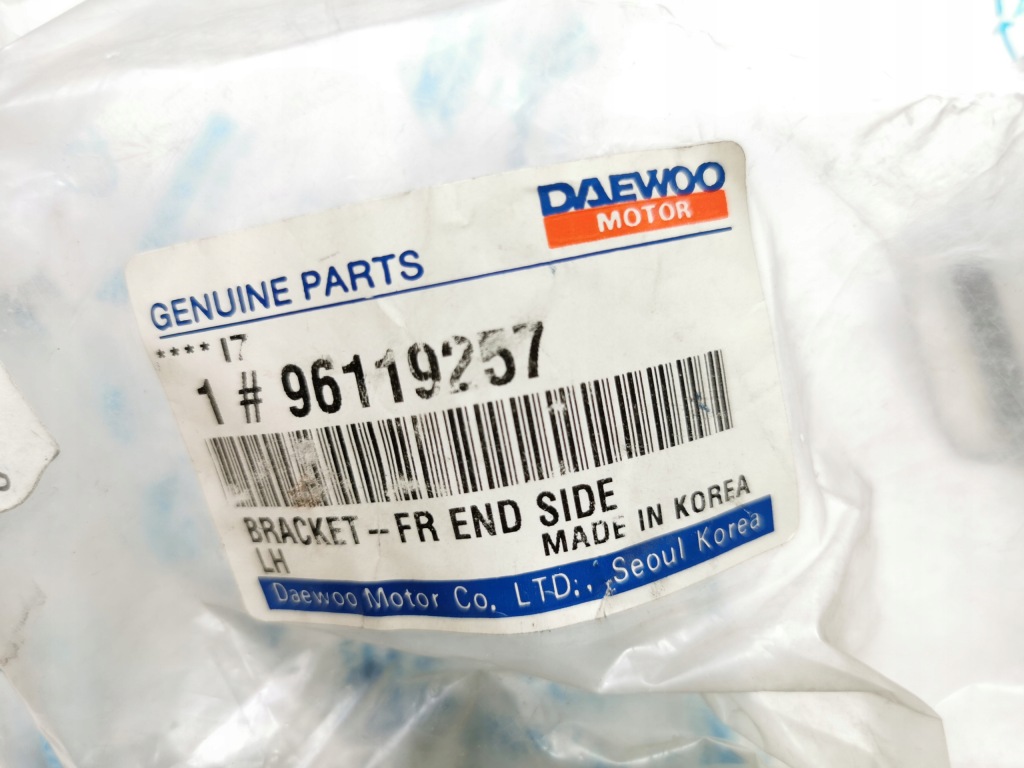 DAEWOO
MOTOR
GENUINE PARTS
**** 17
1 # 96119257
BRACKET-FR END SIDE
LH
MADE IN KOREA
Daewoo Motor Co. LTD., Seoul Korea